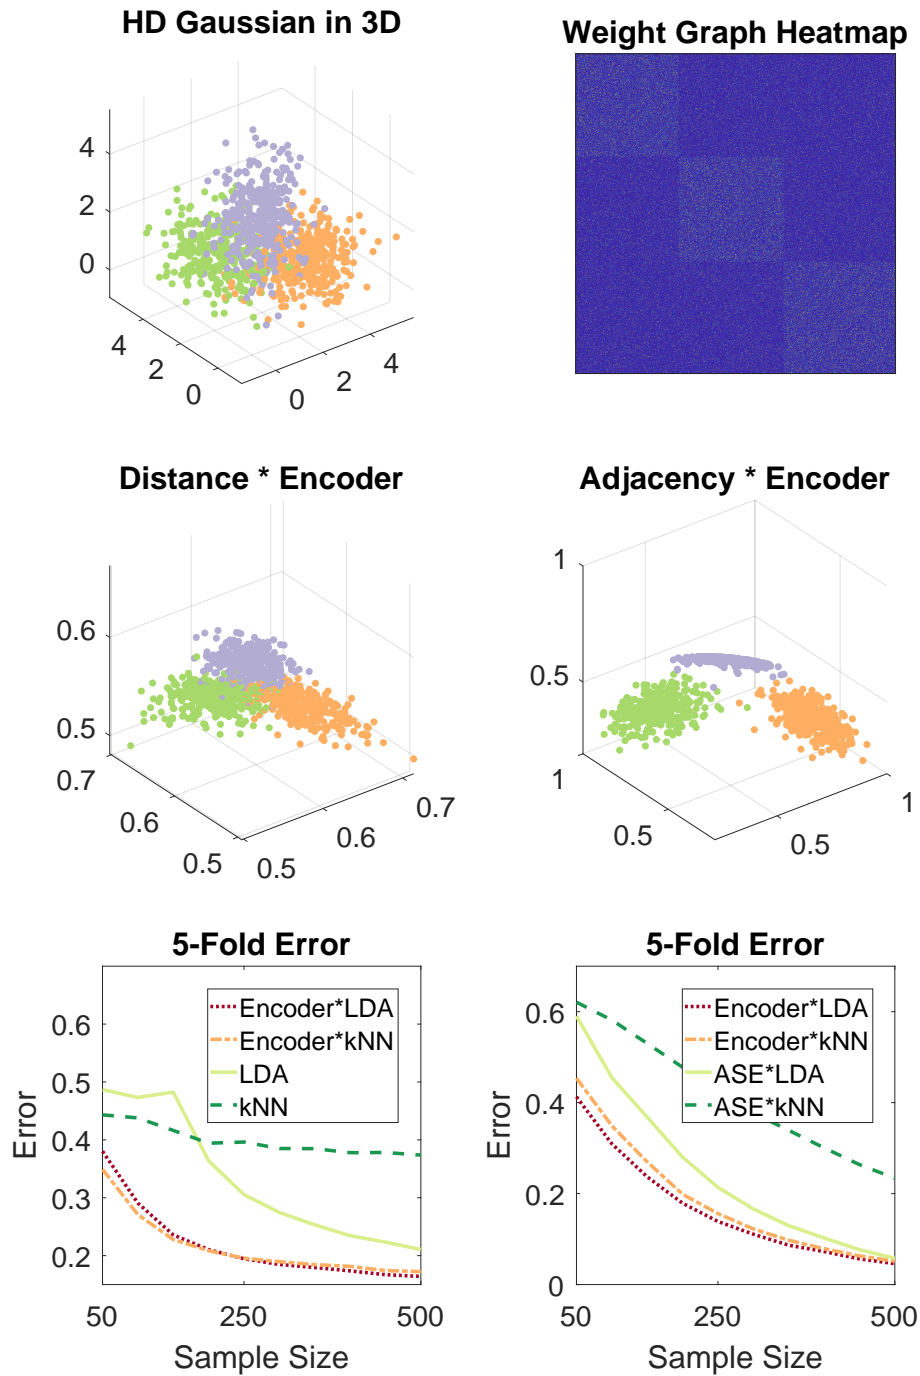 HD Gaussian in 3D
4
2
0
4
2
0
0
2
4
Weight Graph Heatmap
Distance * Encoder
0.6
0.5
0.7
0.6
0.5
0.5
0.6
0.7
Adjacency * Encoder
1
0.5
1
0.5
0.5
1
5-Fold Error
Error
0.6
0.5
0.4
0.3
0.2
Encoder*LDA
Encoder*kNN
LDA
kNN
50
250
500
Sample Size
5-Fold Error
Error
0.6
0.4
0.2
0
Encoder*LDA
Encoder*kNN
ASE*LDA
ASE*kNN
50
250
500
Sample Size